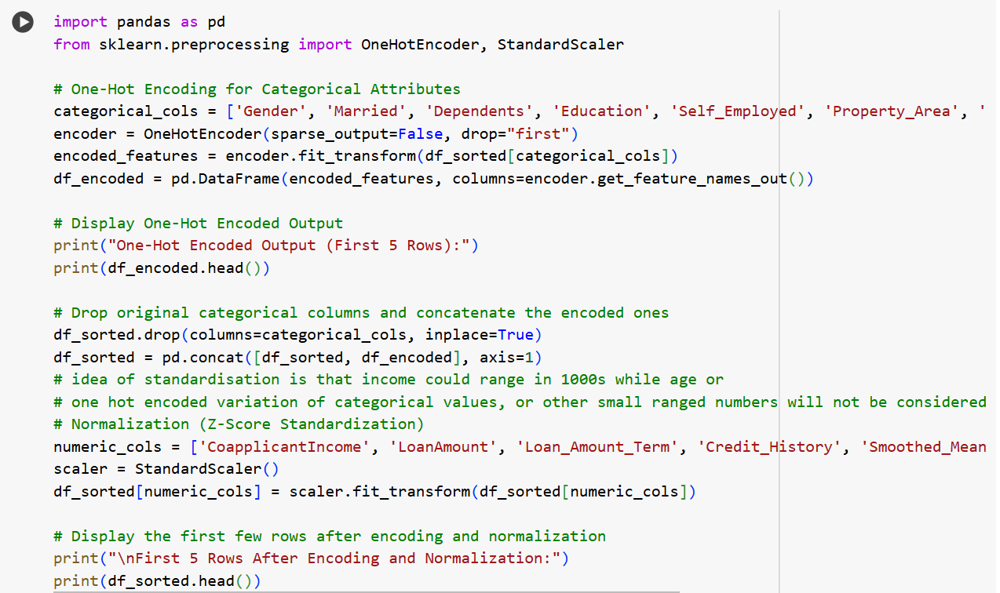 import pandas as pd
from sklearn.preprocessing import OneHotEncoder, StandardScaler
# One-Hot Encoding for Categorical Attributes
categorical_cols = ['Gender', 'Married', 'Dependents', 'Education', 'Self_Employed', 'Property_Area', '
encoder = OneHotEncoder(sparse_output=False, drop="first")
encoded_features = encoder.fit_transform(df_sorted[categorical_cols])
df_encoded = pd.DataFrame(encoded_features, columns=encoder.get_feature_names_out())
# Display One-Hot Encoded Output
print("One-Hot Encoded Output (First 5 Rows):")
print(df_encoded.head())
# Drop original categorical columns and concatenate the encoded ones
df_sorted.drop(columns=categorical_cols, inplace=True)
df_sorted = pd.concat([df_sorted, df_encoded], axis=1)
# idea of standardisation is that income could range in 1000s while age or
# one hot encoded variation of categorical values, or other small ranged numbers will not be considered
# Normalization (Z-Score Standardization)
numeric_cols = ['CoapplicantIncome', 'LoanAmount', 'Loan_Amount_Term', 'Credit_History', 'Smoothed_Mean
scaler = StandardScaler()
df_sorted[numeric_cols] = scaler.fit_transform(df_sorted[numeric_cols])
# Display the first few rows after encoding and normalization
print("\nFirst 5 Rows After Encoding and Normalization:")
print(df_sorted.head())